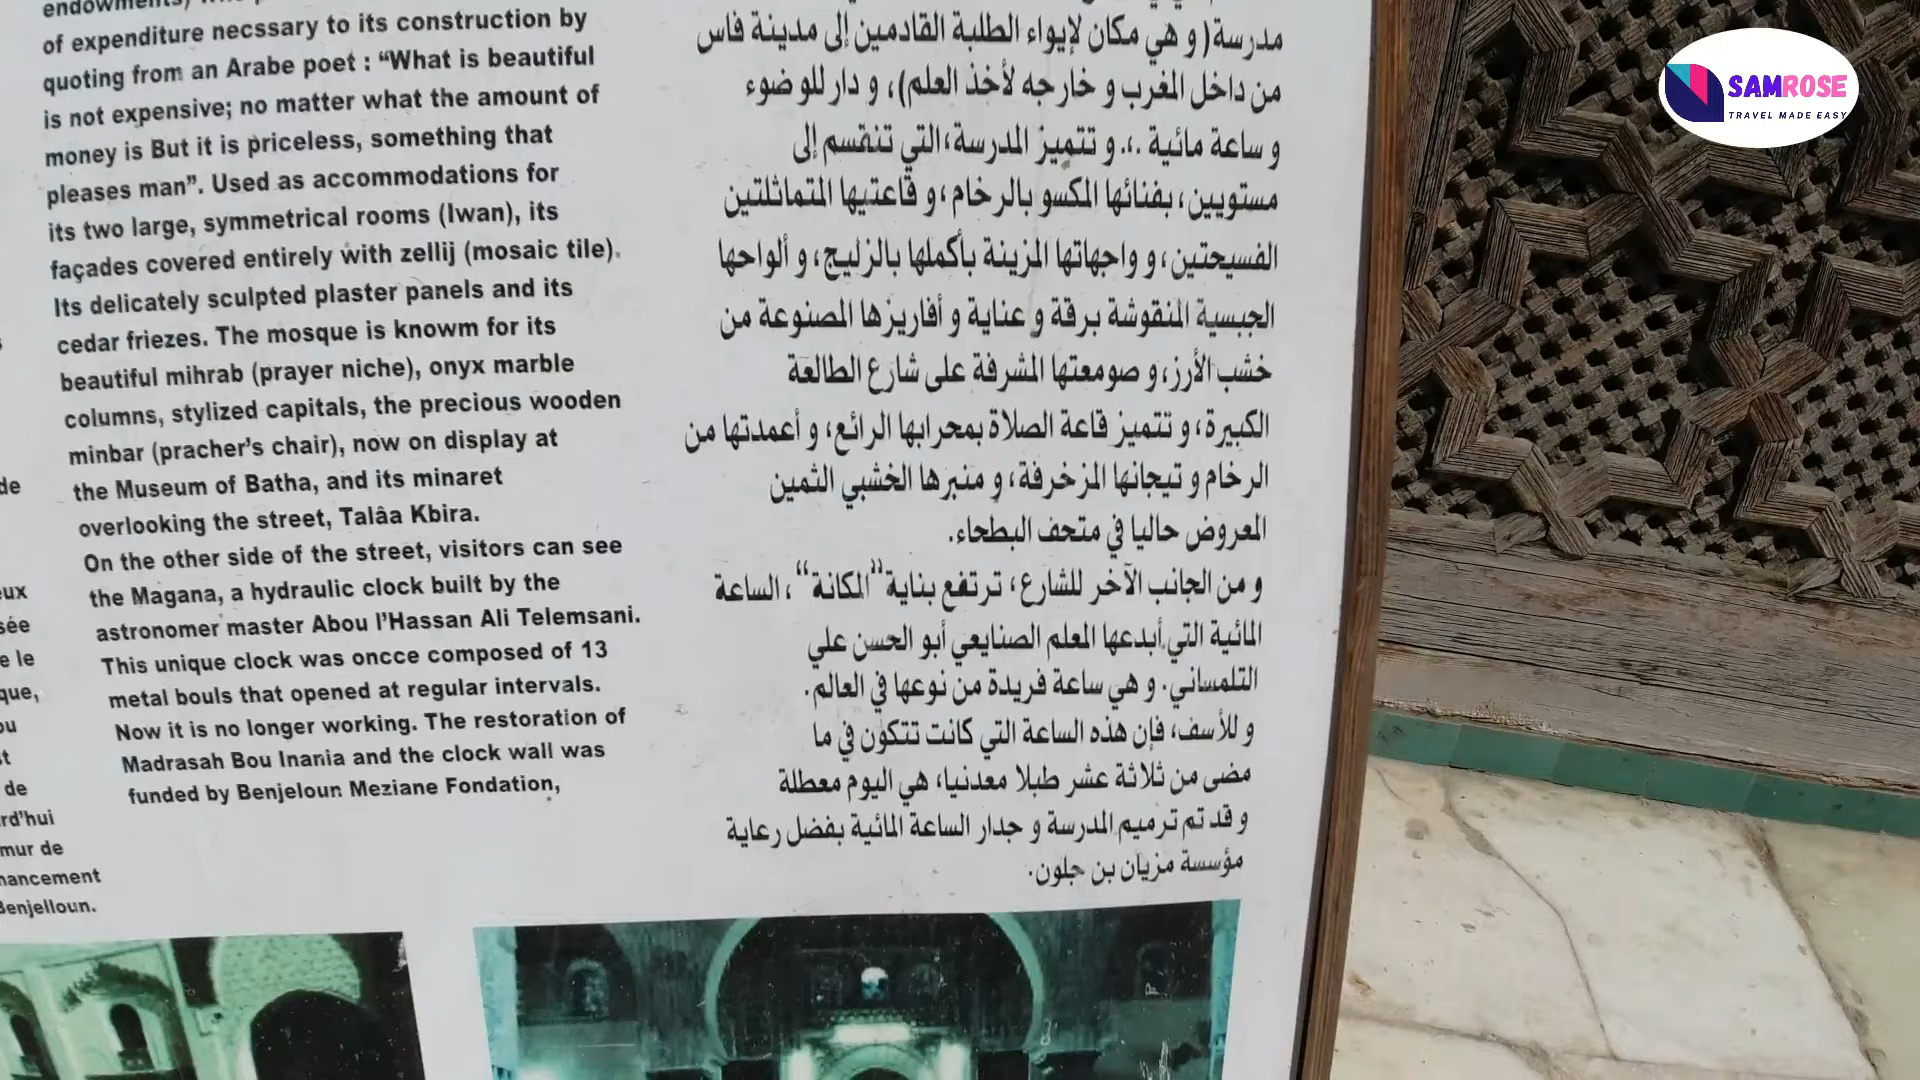 of expenditure necssary to its construction by
quoting from an Arabe poet : “What is beautiful
is not expensive; no matter what the amount of
money is But it is priceless, something that
pleases man”. Used as accommodations for
its two large, symmetrical rooms (Iwan), its
façades covered entirely with zellij (mosaic tile).
Its delicately sculpted plaster panels and its
cedar friezes. The mosque is knowm for its
beautiful mihrab (prayer niche), onyx marble
columns, stylized capitals, the precious wooden
minbar (pracher’s chair), now on display at
the Museum of Batha, and its minaret
overlooking the street, Talâa Kbira.
On the other side of the street, visitors can see
the Magana, a hydraulic clock built by the
astronomer master Abou l’Hassan Ali Telemsani.
This unique clock was oncce composed of 13
metal bouls that opened at regular intervals.
Now it is no longer working. The restoration of
Madrasah Bou Inania and the clock wall was
funded by Benjeloun Meziane Fondation,
مدرسة( و هي مكان لإيواء الطلبة القادمين إلى مدينة فاس
من داخل المغرب و خارجه لأخذ العلم)، و دار للوضوء
و ساعة مائية .،. و تتميز المدرسة،التي تنقسم إلى
مستويين، بفنائها المكسو بالرخام،و قاعتيها المتماثلتين
الفسيحتين،و واجهاتها المزينة بأكملها بالزليج، و ألواحها
الجبسية المنقوشة برقة و عناية و أفاريزها المصنوعة من
خشب الأرز،و صومعتها المشرفة على شارع الطالعة
الكبيرة، و تتميز قاعة الصلاة بمحرابها الرائع، و أعمدتها من
الرخام و تيجانها المزخرفة، و منبرها الخشبي الثمين
المعروض حاليا في متحف البطحاء.
و من الجانب الآخر للشارع، ترتفع بناية”المكانة“، الساعة
المائية التي أبدعها المعلم الصنايعي أبو الحسن علي
التلمساني. و هي ساعة فريدة من نوعها في العالم.
و للأسف، فإن هذه الساعة التي كانت تتكون في ما
مضى من ثلاثة عشر طبلا معدنيا، هي اليوم معطلة
و قد تم ترميم المدرسة و جدار الساعة المائية بفضل رعاية
مؤسسة مزيان بن جلون.
de
eux
sée
e le
que,
ou
de
rd’hui
mur de
nancement
Benjelloun.
SAMROSE
TRAVEL MADE EASY